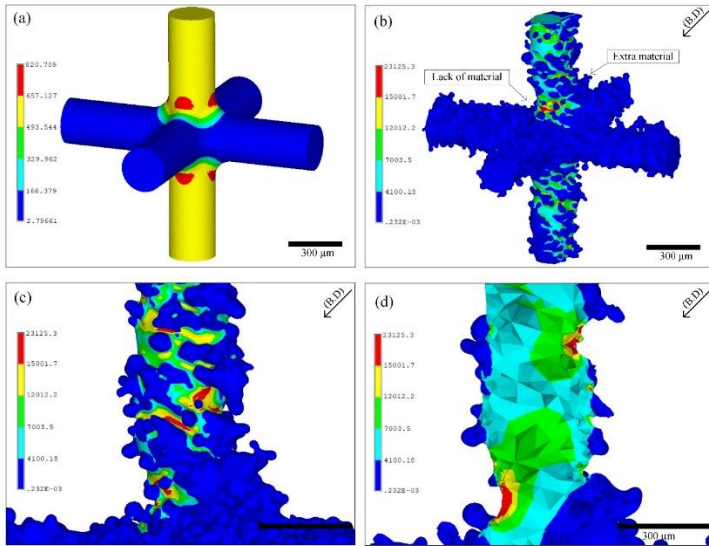 (a)
820.709
657.127
493.544
329.962
166.379
2.79661
300 µm
(b)
(B.D)
Extra material
Lack of material
23125.3
15001.7
12012.2
7003.5
4100.18
.232E-03
300 µm
(c)
(B.D)
23125.3
15001.7
12012.2
7003.5
4100.18
.232E-03
(d)
(B.D)
23125.3
15001.7
12012.2
7003.5
4100.18
.232E-03
300 µm